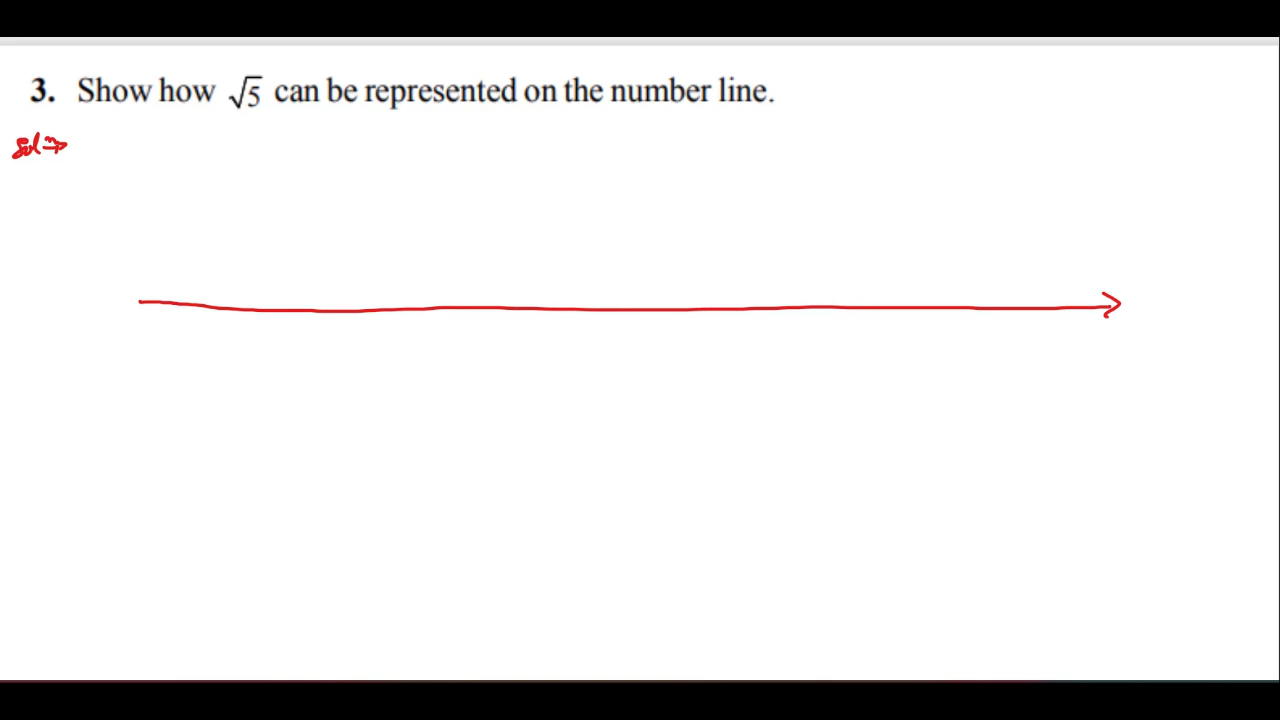 3. Show how √5 can be represented on the number line.
Sol ⇒